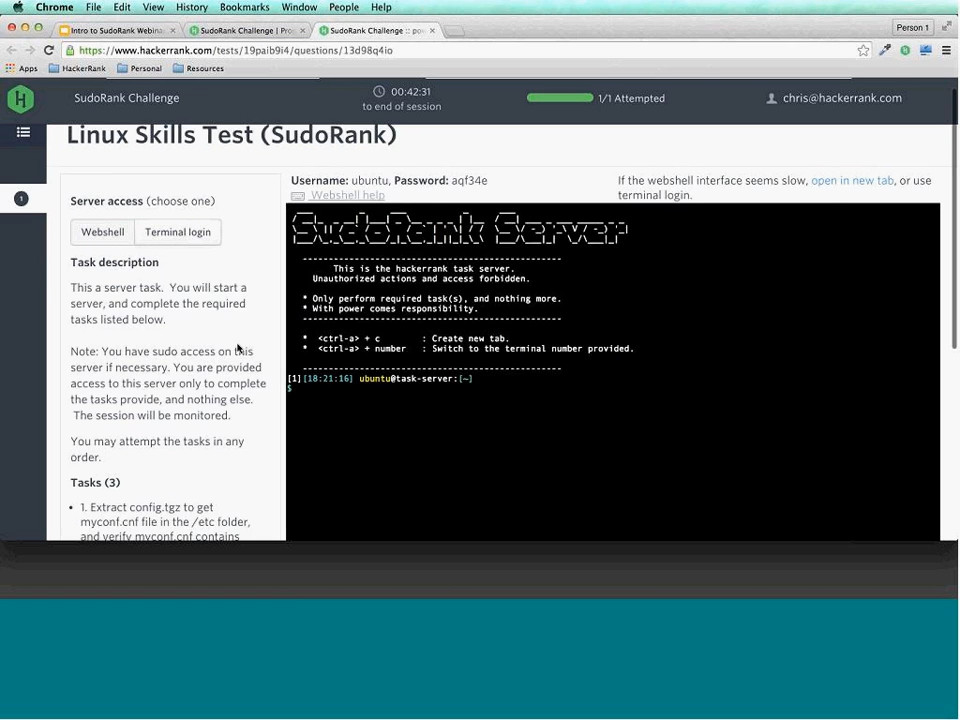 Chrome File Edit View History Bookmarks Window People Help
Intro to SudoRank Webina
SudoRank Challenge | Pro
SudoRank Challenge :: po
Person 1
https://www.hackerrank.com/tests/19paib9i4/questions/13d98q4io
Apps HackerRank Personal Resources
H
SudoRank Challenge
00:42:31
to end of session
1/1 Attempted
chris@hackerrank.com
Linux Skills Test (SudoRank)
1
Server access (choose one)
Webshell Terminal login
Task description
This a server task. You will start a
server, and complete the required
tasks listed below.
Note: You have sudo access on this
server if necessary. You are provided
access to this server only to complete
the tasks provide, and nothing else.
The session will be monitored.
You may attempt the tasks in any
order.
Tasks (3)
• 1. Extract config.tgz to get
myconf.cnf file in the /etc folder,
and verify myconf.cnf contains
Username: ubuntu, Password: aqf34e
Webshell help
If the webshell interface seems slow, open in new tab, or use
terminal login.
SudoRank Server
---------------------------------------------------
This is the hackerrank task server.
Unauthorized actions and access forbidden.
* Only perform required task(s), and nothing more.
* With power comes responsibility.
---------------------------------------------------
* <ctrl-a> + c : Create new tab.
* <ctrl-a> + number : Switch to the terminal number provided.
---------------------------------------------------
[1][18:21:16] ubuntu@task-server:[~]
$